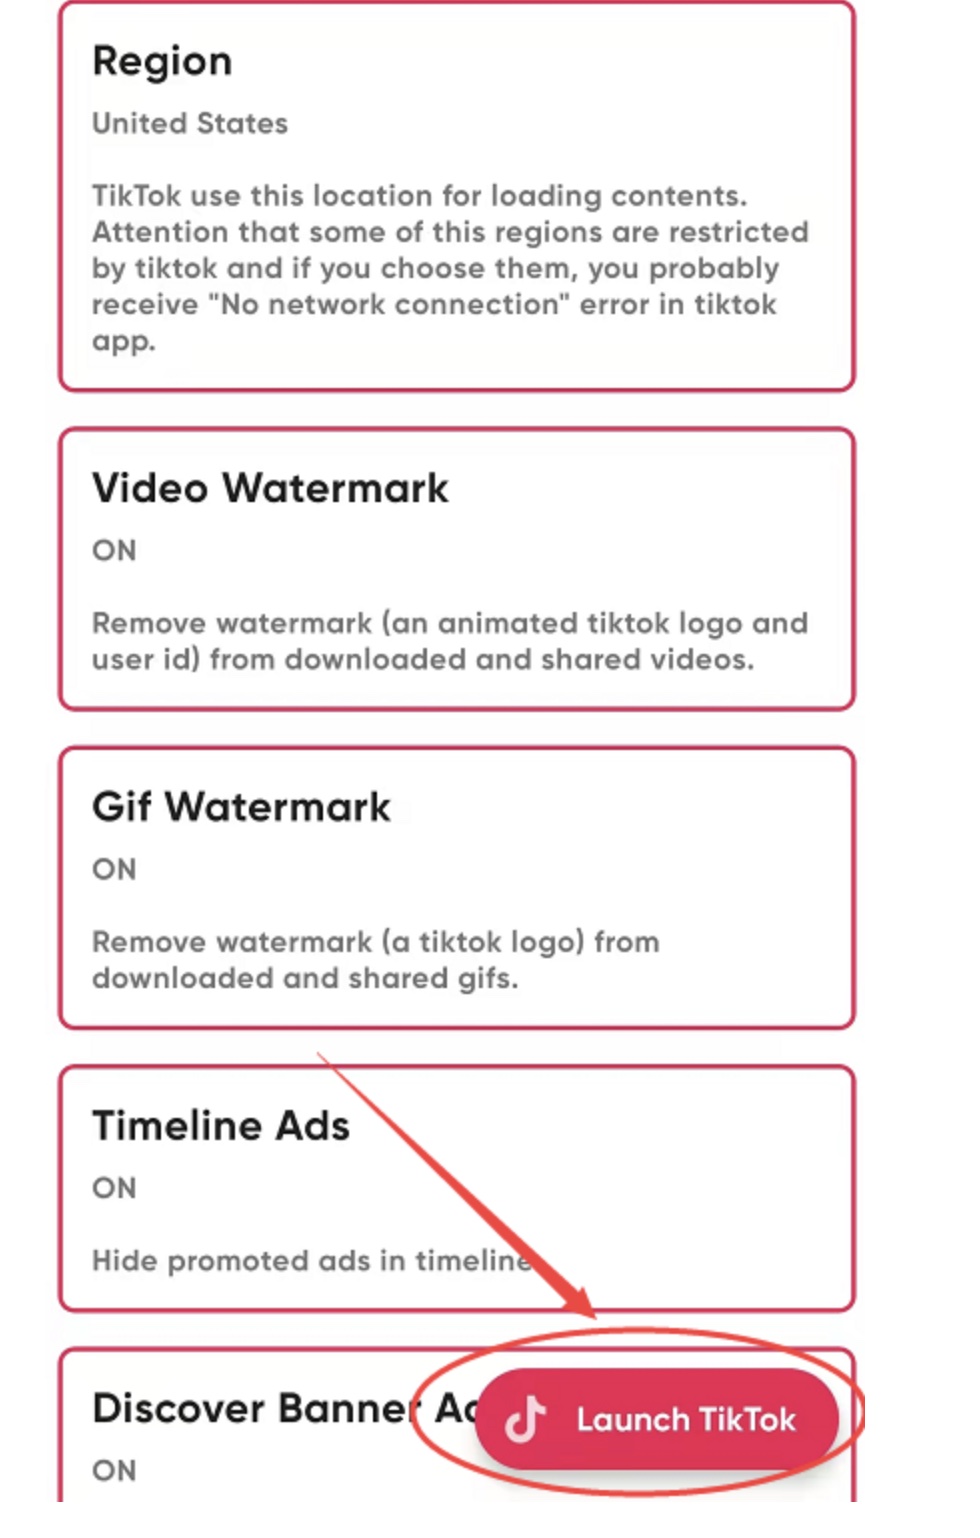 Region
United States
TikTok use this location for loading contents.
Attention that some of this regions are restricted
by tiktok and if you choose them, you probably
receive "No network connection" error in tiktok
app.
Video Watermark
ON
Remove watermark (an animated tiktok logo and
user id) from downloaded and shared videos.
Gif Watermark
ON
Remove watermark (a tiktok logo) from
downloaded and shared gifs.
Timeline Ads
ON
Hide promoted ads in timeline
Discover Banner
Launch TikTok
ON